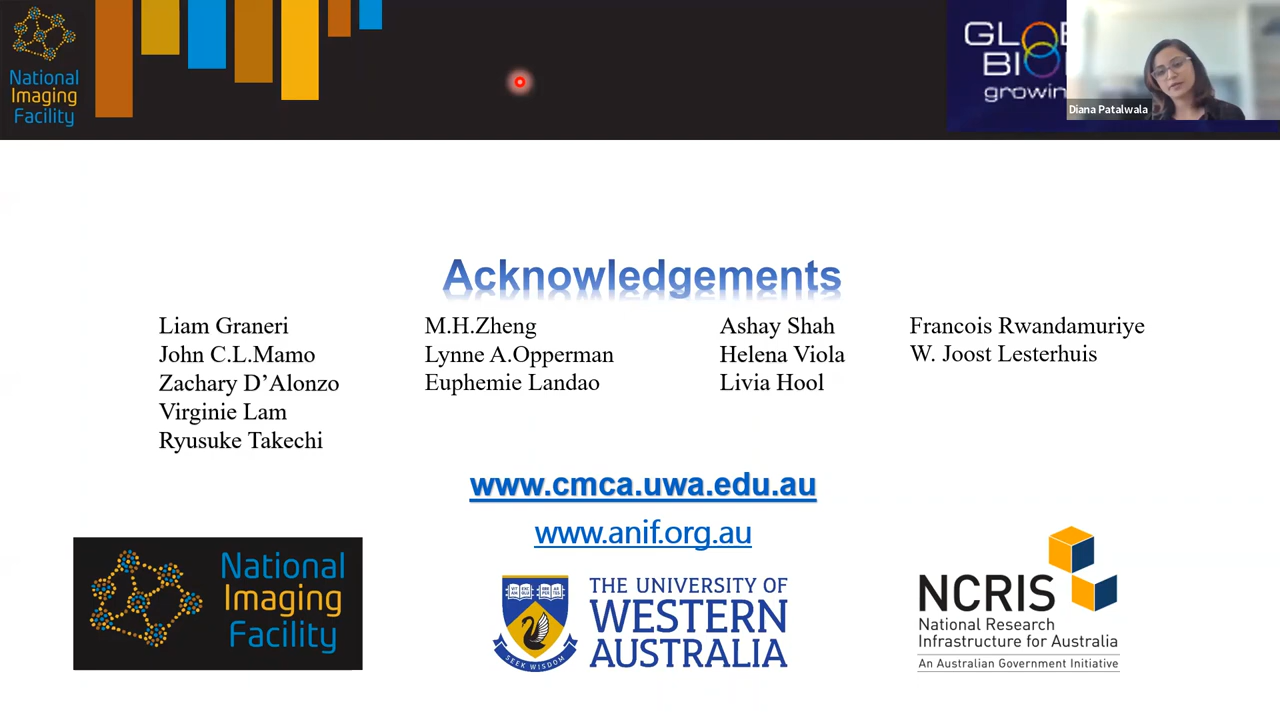 National
Imaging
Facility
growin
Diana Patalwala
Acknowledgements
Liam Graneri
John C.L.Mamo
Zachary D’Alonzo
Virginie Lam
Ryusuke Takechi
M.H.Zheng
Lynne A.Opperman
Euphemie Landao
Ashay Shah
Helena Viola
Livia Hool
Francois Rwandamuriye
W. Joost Lesterhuis
www.cmca.uwa.edu.au
www.anif.org.au
National
Imaging
Facility
SEEK WISDOM
THE UNIVERSITY OF
WESTERN
AUSTRALIA
NCRIS
National Research
Infrastructure for Australia
An Australian Government Initiative